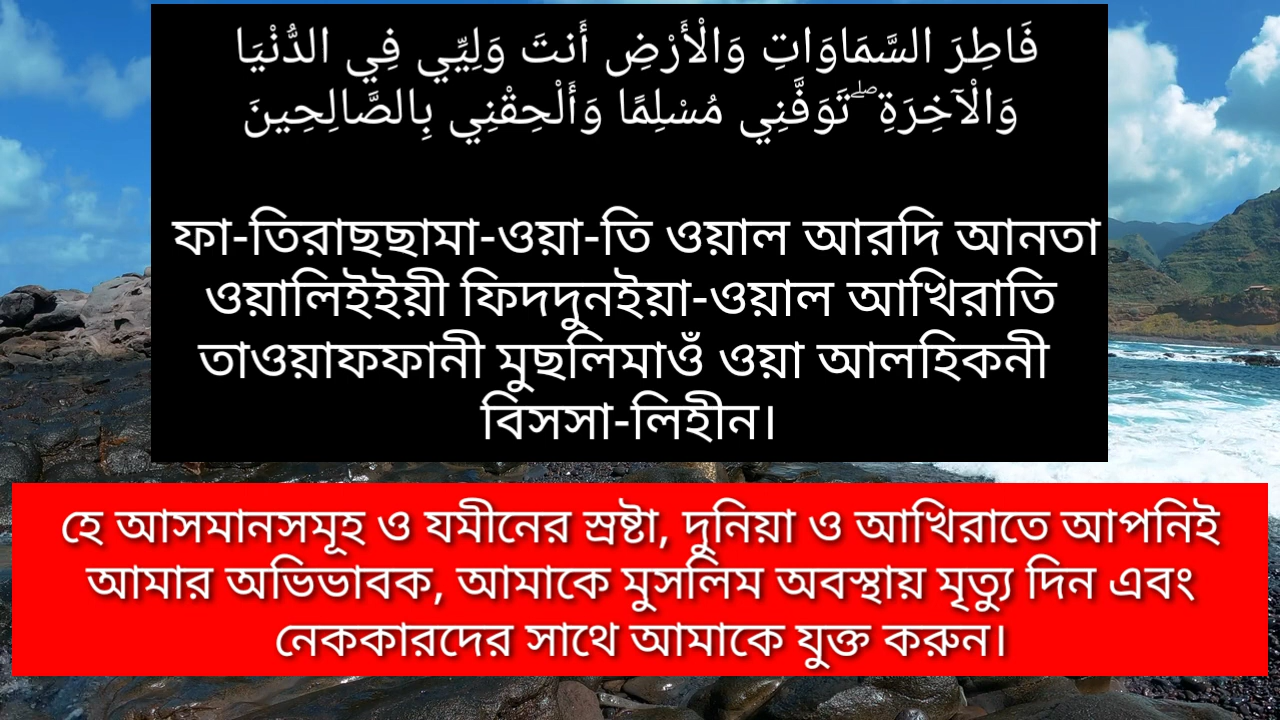 فَاطِرَ السَّمَاوَاتِ وَالْأَرْضِ أَنتَ وَلِيِّي فِي الدُّنْيَا
وَالْآخِرَةِ ۖ تَوَفَّنِي مُسْلِمًا وَأَلْحِقْنِي بِالصَّالِحِينَ
ফা-তিরাছছামা-ওয়া-তি ওয়াল আরদি আনতা
ওয়ালিইইয়ী ফিদদুনইয়া-ওয়াল আখিরাতি
তাওয়াফফানী মুছলিমাওঁ ওয়া আলহিকনী
বিসসা-লিহীন।
হে আসমানসমূহ ও যমীনের স্রষ্টা, দুনিয়া ও আখিরাতে আপনিই
আমার অভিভাবক, আমাকে মুসলিম অবস্থায় মৃত্যু দিন এবং
নেককারদের সাথে আমাকে যুক্ত করুন।